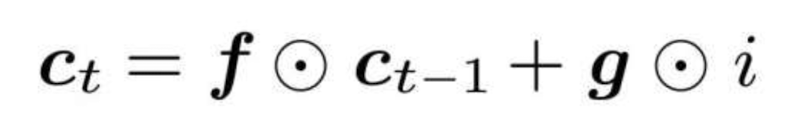 c_t = f ⊙ c_{t−1} + g ⊙ i